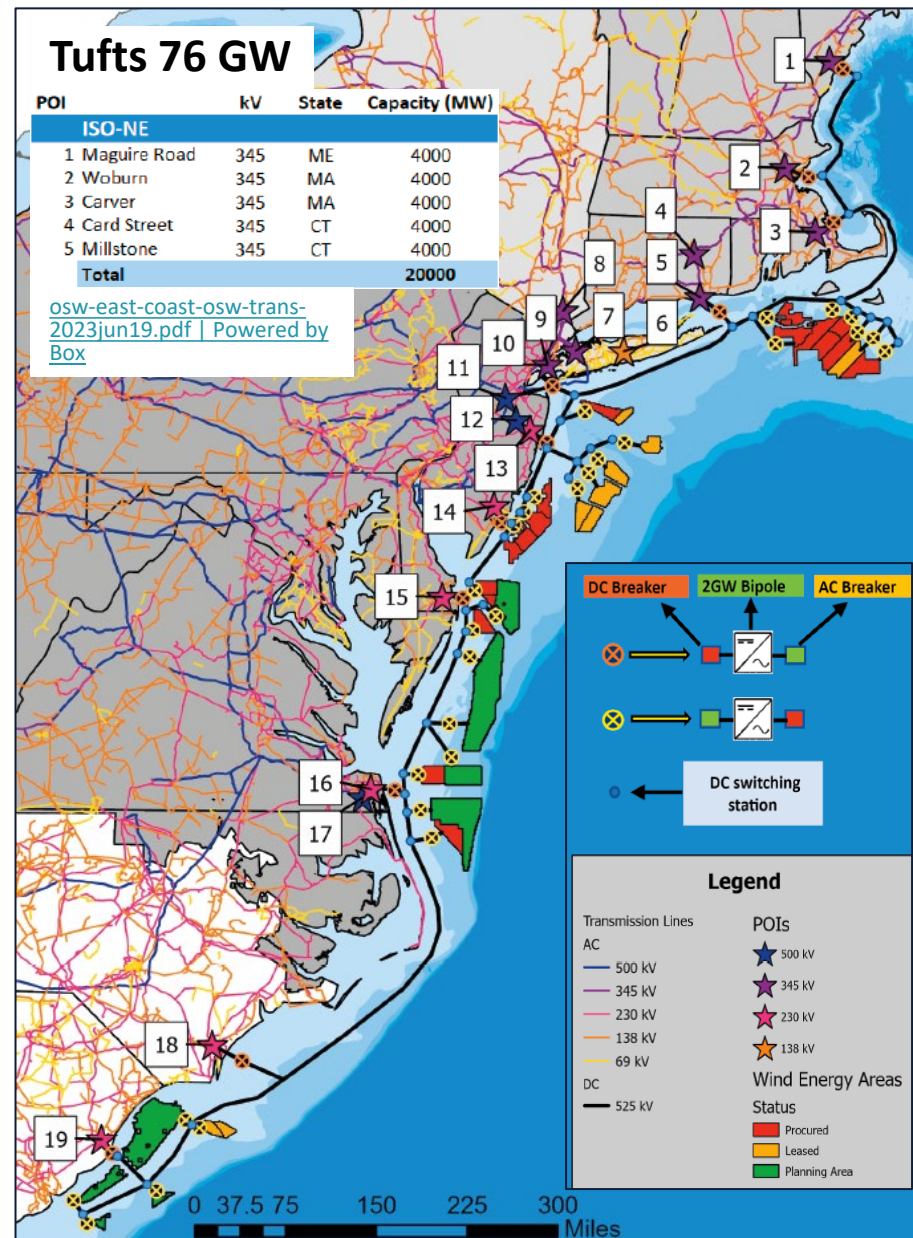 Tufts 76 GW
POI kV State Capacity (MW)
ISO-NE
1 Maguire Road 345 ME 4000
2 Woburn 345 MA 4000
3 Carver 345 MA 4000
4 Card Street 345 CT 4000
5 Millstone 345 CT 4000
Total 20000
osw-east-coast-osw-trans-
2023jun19.pdf | Powered by
Box
1
2
3
4
5
8
9
7
6
10
11
12
13
14
15
16
17
18
19
DC Breaker 2GW Bipole AC Breaker
DC switching
station
Legend
Transmission Lines
AC
500 kV
345 kV
230 kV
138 kV
69 kV
DC
525 kV
POIs
500 kV
345 kV
230 kV
138 kV
Wind Energy Areas
Status
Procured
Leased
Planning Area
0 37.5 75 150 225 300
Miles